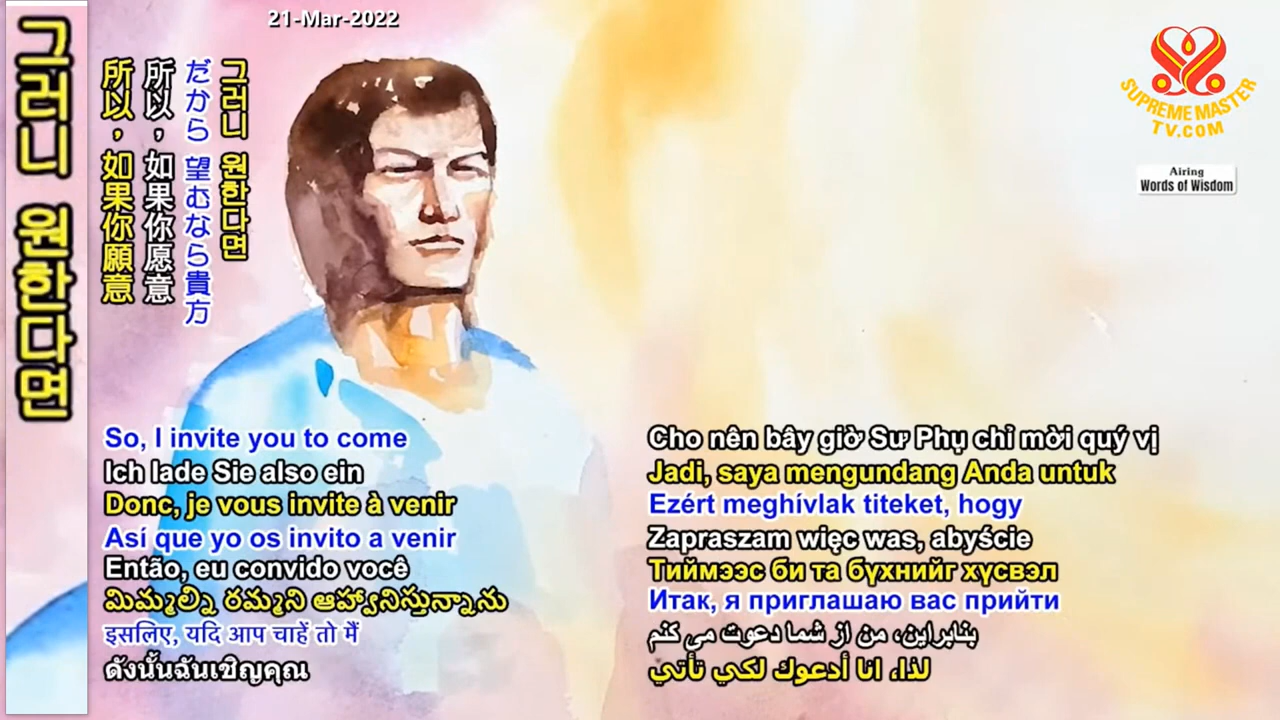 21-Mar-2022
그러니 원한다면
所以，如果你願意
所以，如果你愿意
だから 望むなら貴方
그러니 원한다면
SUPREME MASTER
TV.COM
Airing
Words of Wisdom
So, I invite you to come
Ich lade Sie also ein
Donc, je vous invite à venir
Así que yo os invito a venir
Então, eu convido você
మిమ్మల్ని రమ్మని ఆహ్వానిస్తున్నాను
इसलिए, यदि आप चाहें तो मैं
ดังนั้นฉันเชิญคุณ
Cho nên bây giờ Sư Phụ chỉ mời quý vị
Jadi, saya mengundang Anda untuk
Ezért meghívlak titeket, hogy
Zapraszam więc was, abyście
Тиймээс би та бүхнийг хүсвэл
Итак, я приглашаю вас прийти
بنابراین، من از شما دعوت می کنم
لذا، انا أدعوك لكي تأتي